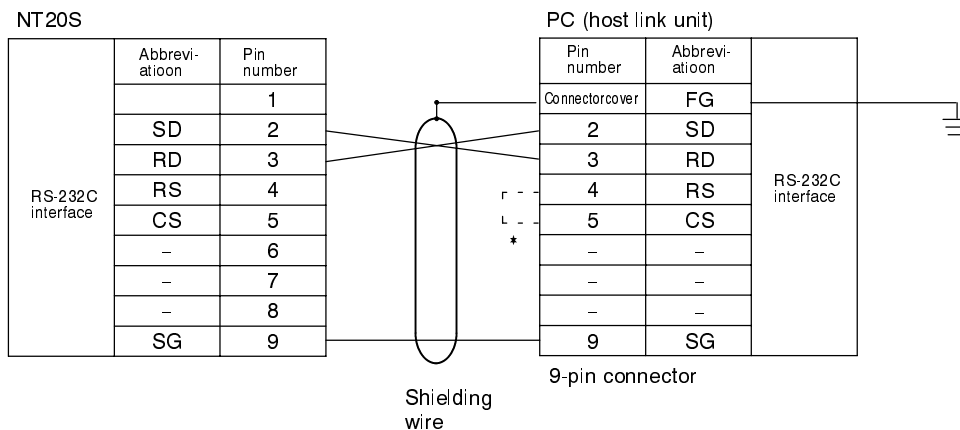 NT20S PC (host link unit)
Abbrevi-
atioon Pin
number Pin
number Abbrevi-
atioon
1 Connectorcover FG
SD 2 2 SD
RD 3 3 RD
RS-232C
interface RS 4 4 RS RS-232C
interface
CS 5 5 CS
*
– 6 – –
– 7 – –
– 8 – –
SG 9 9 SG
9-pin connector
Shielding
wire